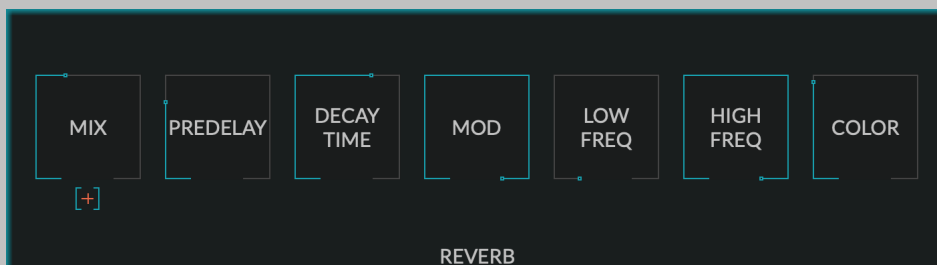 MIX
PREDELAY
DECAY
TIME
MOD
LOW
FREQ
HIGH
FREQ
COLOR
[+]
REVERB